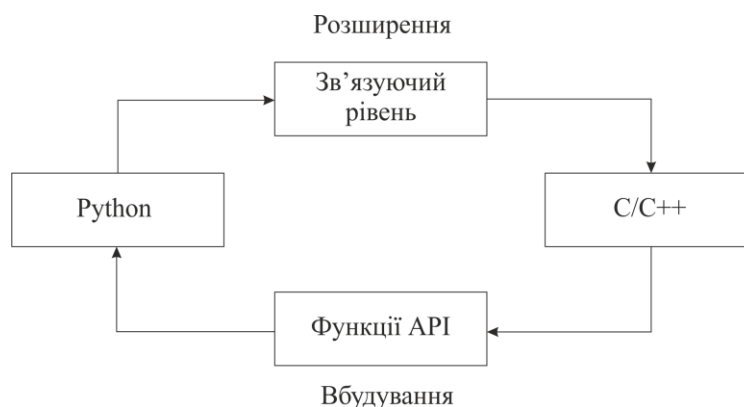 Розширення
Зв’язуючий
рівень
Python
C/C++
Функції API
Вбудування